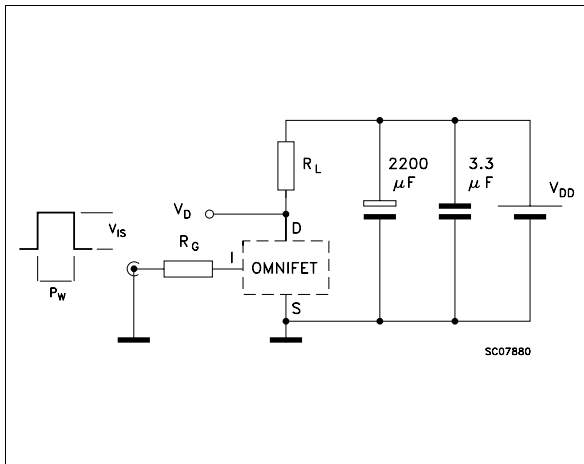 R_L
2200
μF
3.3
μF
V_DD
V_D
D
V_IS
R_G
I
OMNIFET
P_W
S
SC07880